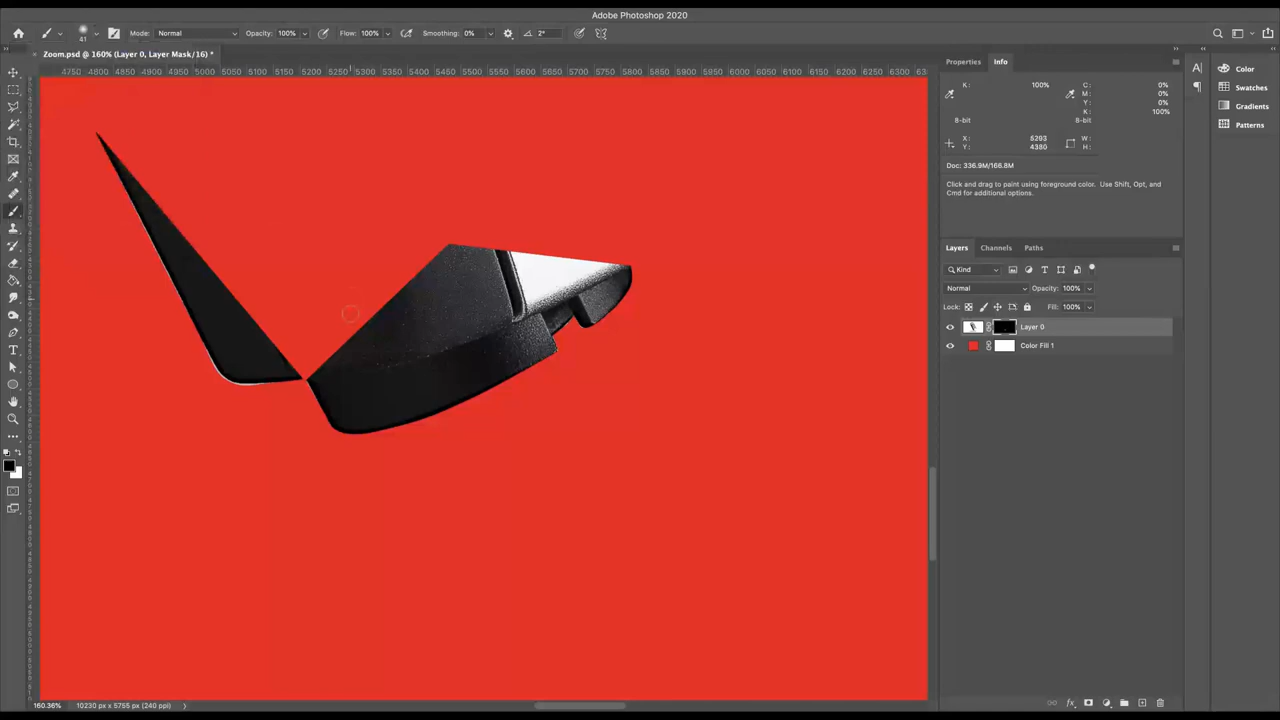 Adobe Photoshop 2020
41 Mode: Normal Opacity: 100% Flow: 100% Smoothing: 0% 2°
Zoom.psd @ 160% (Layer 0, Layer Mask/16) *
4750 4800 4850 4900 4950 5000 5050 5100 5150 5200 5250 5300 5350 5400 5450 5500 5550 5600 5650 5700 5750 5800 5850 5900 5950 6000 6050 6100 6150 6200 6250 6300 63
Properties Info
K: 100% C: 0%
M: 0%
Y: 0%
K: 100%
8-bit 8-bit
X: 5293 W:
Y: 4380 H:
Doc: 336.9M/166.8M
Click and drag to paint using foreground color. Use Shift, Opt, and
Cmd for additional options.
Layers Channels Paths
Kind
Normal Opacity: 100%
Lock: Fill: 100%
Layer 0
Color Fill 1
Color
Swatches
Gradients
Patterns
160.36% 10230 px x 5755 px (240 ppi)